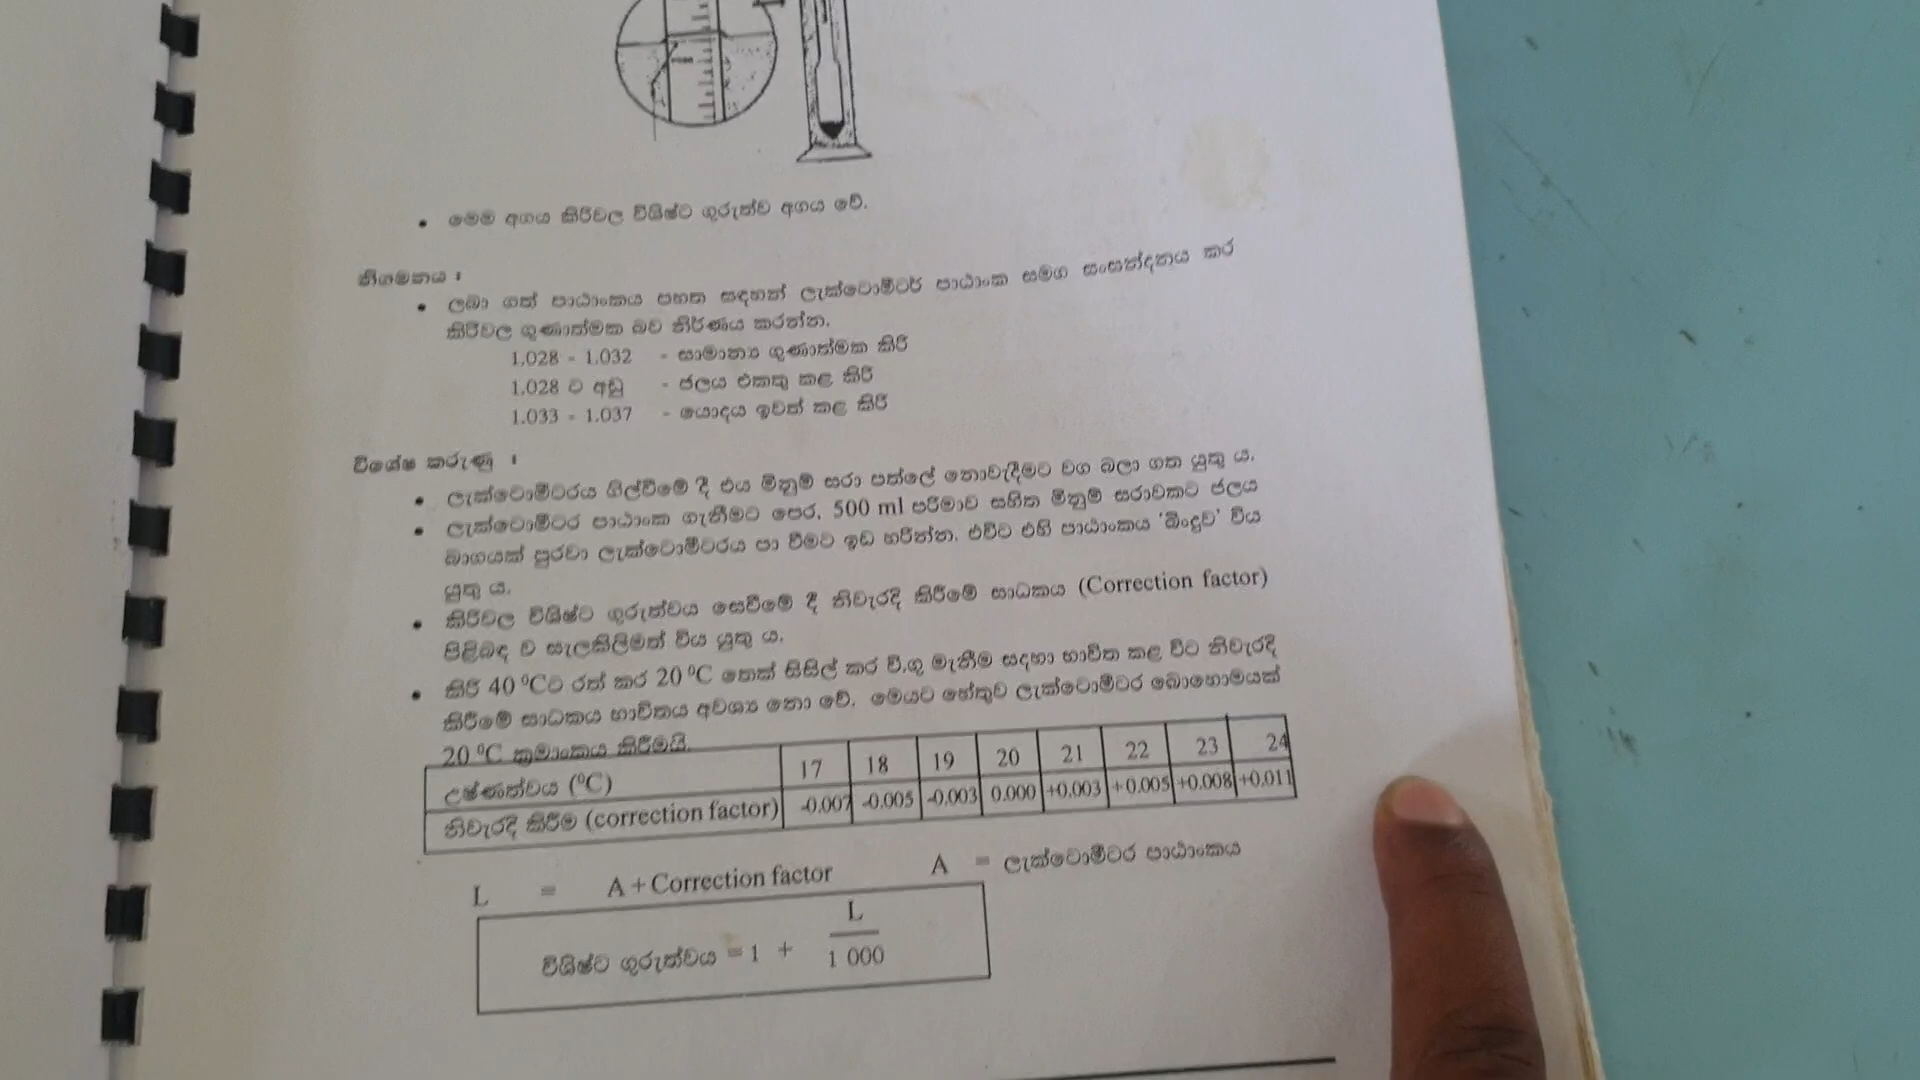 • මෙම අගය කිරිවල විශිෂ්ට ගුරුත්ව අගය වේ.
නිගමනය :
• ලබා ගත් පාඨාංකය පහත සඳහන් ලැක්ටොමීටර් පාඨාංක සමග සංසන්දනය කර
කිරිවල ගුණාත්මක බව නිර්ණය කරන්න.
1.028 - 1.032 - සාමාන්‍ය ගුණාත්මක කිරි
1.028 ට අඩු - ජලය එකතු කළ කිරි
1.033 - 1.037 - යොදය ඉවත් කළ කිරි
විශේෂ කරුණු :
• ලැක්ටොමීටරය ගිල්වීමේ දී එය මිනුම් සරා පත්ලේ නොවැදීමට වග බලා ගත යුතු ය.
• ලැක්ටොමීටර පාඨාංක ගැනීමට පෙර, 500 ml පරිමාව සහිත මිනුම් සරාවකට ජලය
බාගයක් පුරවා ලැක්ටොමීටරය පා වීමට ඉඩ හරින්න. එවිට එහි පාඨාංකය 'බිංදුව' විය
යුතු ය.
• කිරිවල විශිෂ්ට ගුරුත්වය සෙවීමේ දී නිවැරදි කිරීමේ සාධකය (Correction factor)
පිළිබඳ ව සැලකිලිමත් විය යුතු ය.
• කිරි 40 °Cට රත් කර 20 °C තෙක් සිසිල් කර වි.ගු මැනීම සඳහා භාවිත කළ විට නිවැරදි
කිරීමේ සාධකය භාවිතය අවශ්‍ය නො වේ. මෙයට හේතුව ලැක්ටොමීටර බොහොමයක්
20 °C ක්‍රමාංකය කිරීමයි.
උෂ්ණත්වය (°C) 17 18 19 20 21 22 23 24
නිවැරදි කිරීම (correction factor) -0.007 -0.005 -0.003 0.000 +0.003 +0.005 +0.008 +0.011
L = A + Correction factor A = ලැක්ටොමීටර පාඨාංකය
විශිෂ්ට ගුරුත්වය = 1 + L
1 000